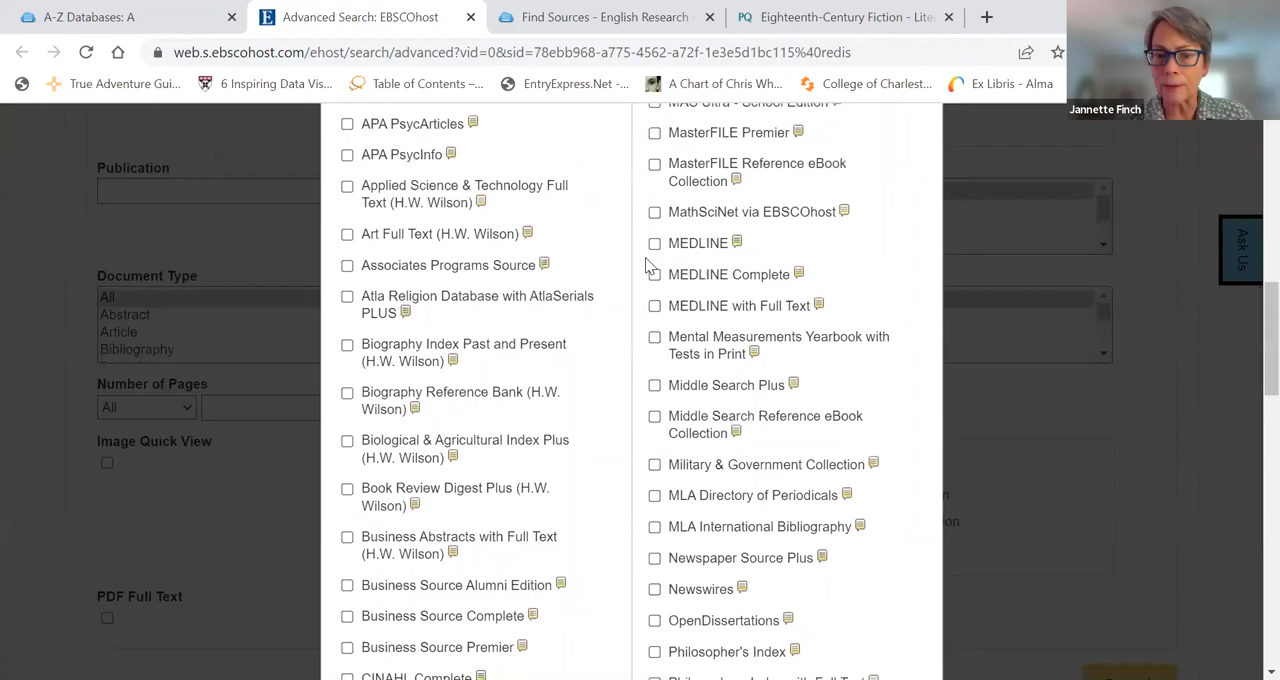 A-Z Databases: A
Advanced Search: EBSCOhost
Find Sources - English Research -
Eighteenth-Century Fiction - Lite
web.s.ebscohost.com/ehost/search/advanced?vid=0&sid=78ebb968-a775-4562-a72f-1e3e5d1bc115%40redis
True Adventure Gui...
6 Inspiring Data Vis...
Table of Contents –...
EntryExpress.Net -...
A Chart of Chris Wh...
College of Charlest...
Ex Libris - Alma
Jannette Finch
Publication
Document Type
All
Abstract
Article
Bibliography
Number of Pages
All
Image Quick View
PDF Full Text
APA PsycArticles
APA PsycInfo
Applied Science & Technology Full
Text (H.W. Wilson)
Art Full Text (H.W. Wilson)
Associates Programs Source
Atla Religion Database with AtlaSerials
PLUS
Biography Index Past and Present
(H.W. Wilson)
Biography Reference Bank (H.W.
Wilson)
Biological & Agricultural Index Plus
(H.W. Wilson)
Book Review Digest Plus (H.W.
Wilson)
Business Abstracts with Full Text
(H.W. Wilson)
Business Source Alumni Edition
Business Source Complete
Business Source Premier
CINAHL Complete
MAS Ultra - School Edition
MasterFILE Premier
MasterFILE Reference eBook
Collection
MathSciNet via EBSCOhost
MEDLINE
MEDLINE Complete
MEDLINE with Full Text
Mental Measurements Yearbook with
Tests in Print
Middle Search Plus
Middle Search Reference eBook
Collection
Military & Government Collection
MLA Directory of Periodicals
MLA International Bibliography
Newspaper Source Plus
Newswires
OpenDissertations
Philosopher's Index
Ask Us